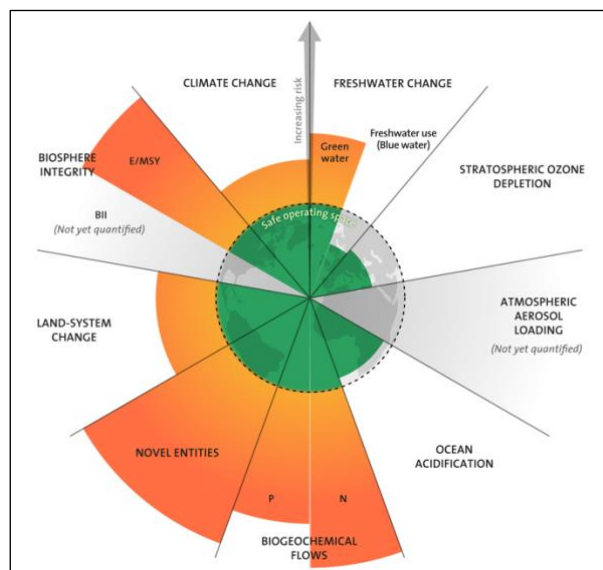 CLIMATE CHANGE
FRESHWATER CHANGE
Increasing risk
Green
water
Freshwater use
(Blue water)
BIOSPHERE
INTEGRITY
E/MSY
STRATOSPHERIC OZONE
DEPLETION
BII
(Not yet quantified)
Safe operating space
LAND-SYSTEM
CHANGE
ATMOSPHERIC
AEROSOL
LOADING
(Not yet quantified)
NOVEL ENTITIES
OCEAN
ACIDIFICATION
P
N
BIOGEOCHEMICAL
FLOWS